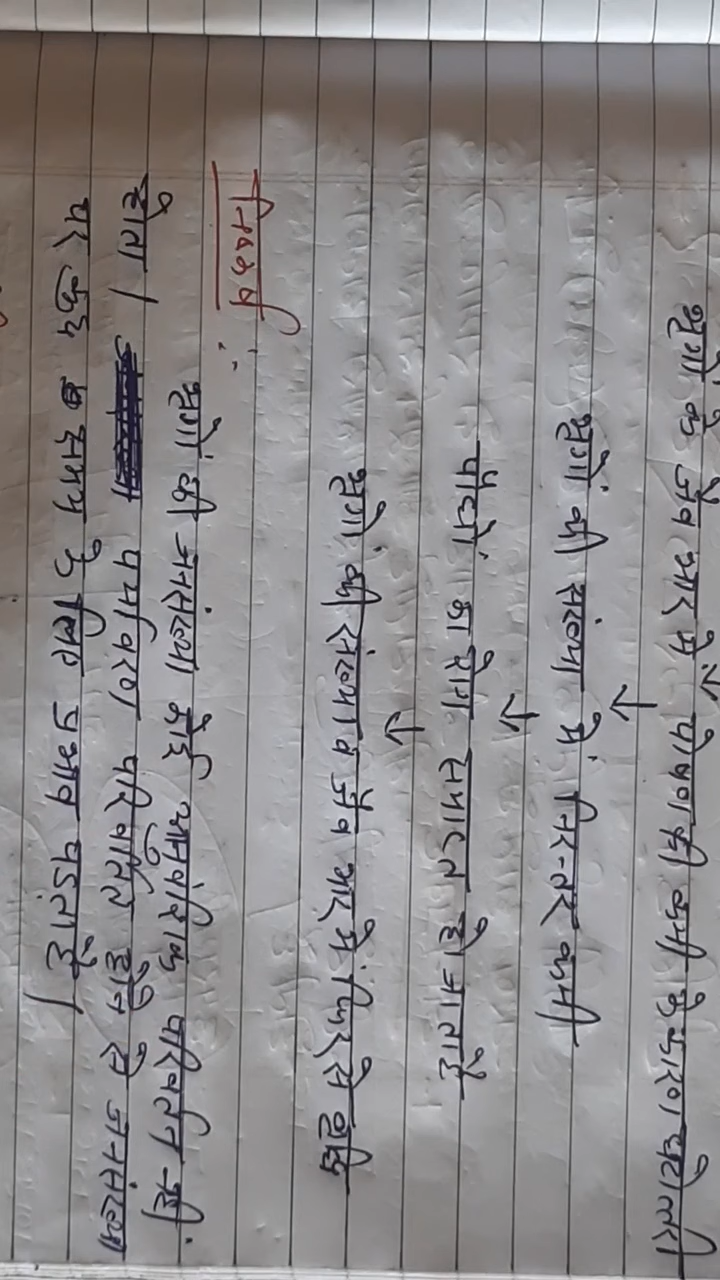 भृंगों के जैव भार में पोषण की कमी के कारण घटोत्तरी
↓
भृंगों की संख्या में निरन्तर कमी
↓
पौधों का रोग समाप्त हो जाता है
↓
भृंगों की संख्या व जैव भार में फिर से वृद्धि
निष्कर्ष :
भृंगों की जनसंख्या कोई आनुवंशिक परिवर्तन नहीं
होता। पर्यावरण परिवर्तित होने से जनसंख्या
पर कुछ समय के लिए प्रभाव पड़ता है।